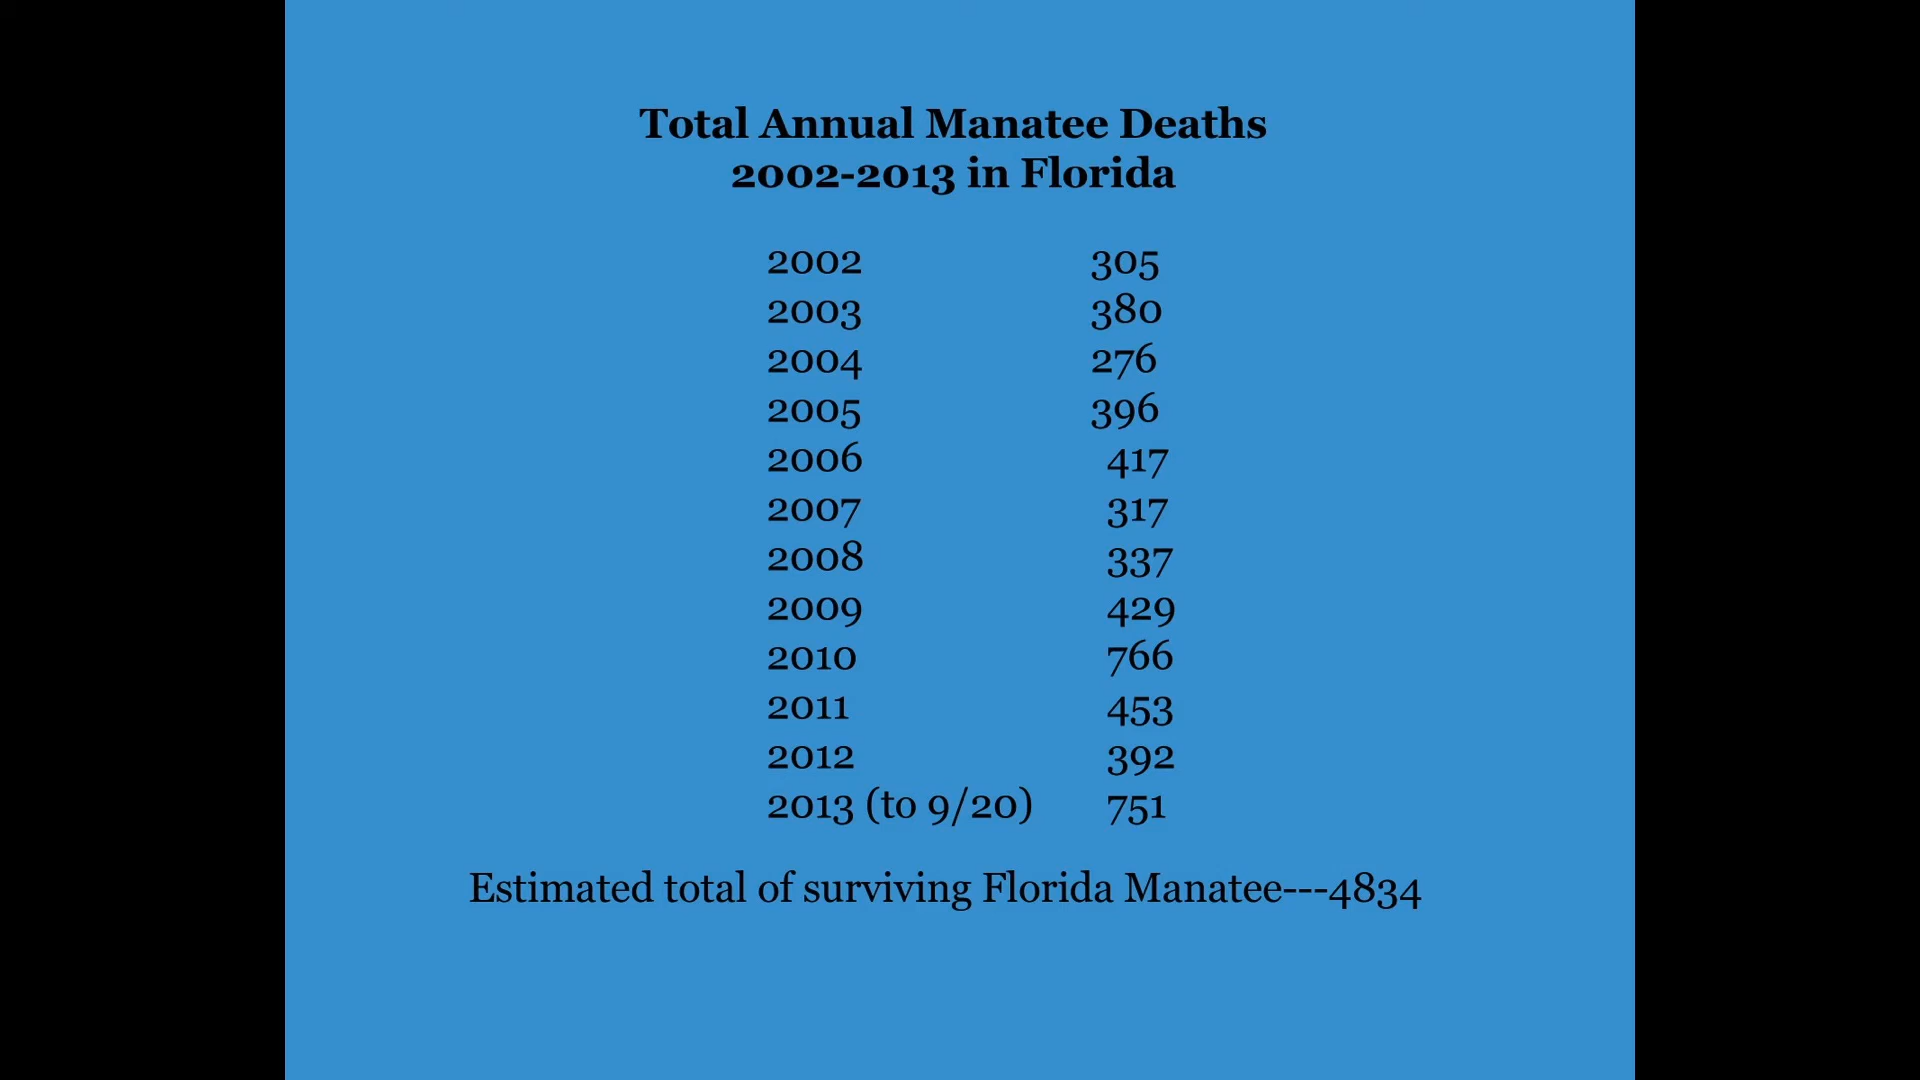 Total Annual Manatee Deaths
2002-2013 in Florida
2002 305
2003 380
2004 276
2005 396
2006 417
2007 317
2008 337
2009 429
2010 766
2011 453
2012 392
2013 (to 9/20) 751
Estimated total of surviving Florida Manatee---4834